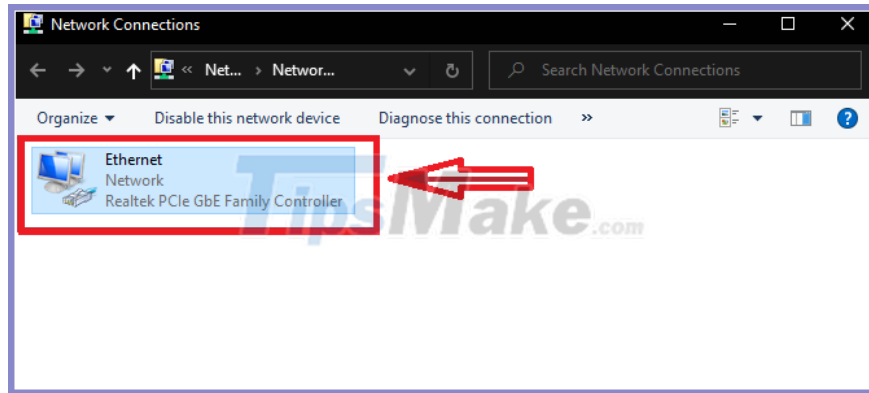 Network Connections
« Net... › Networ... Search Network Connections
Organize Disable this network device Diagnose this connection » ?
Ethernet
Network
Realtek PCIe GbE Family Controller
TipsMake.com